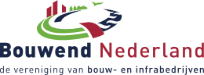 Bouwend Nederland
de vereniging van bouw- en infrabedrijven